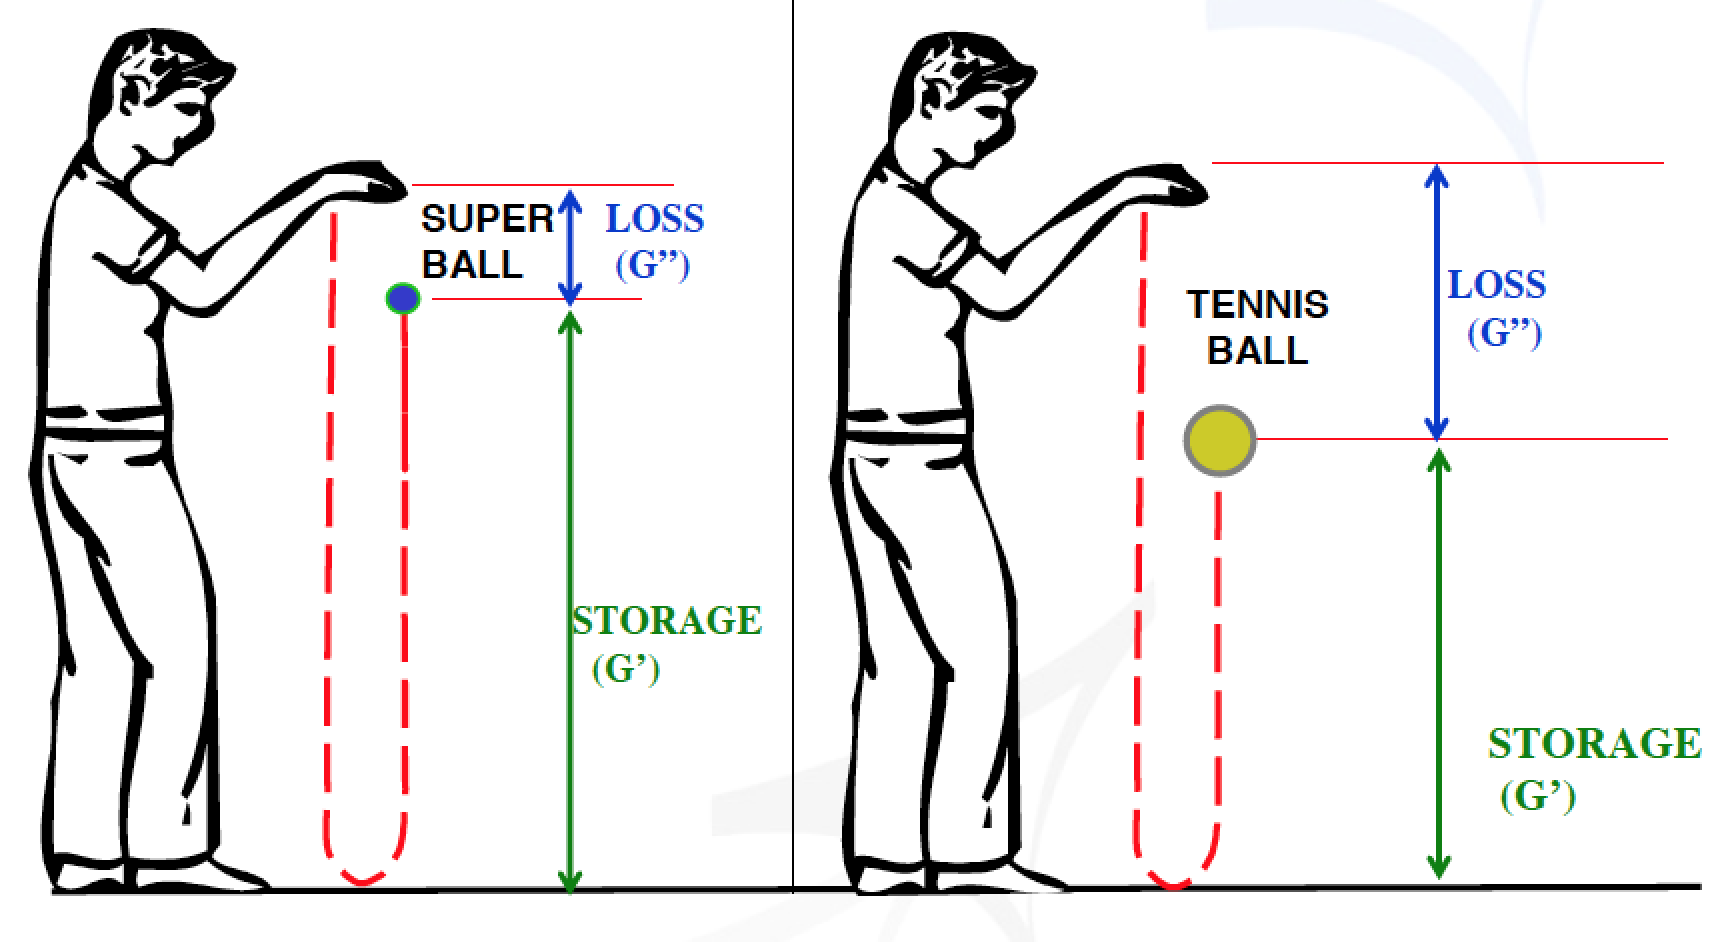 SUPER
BALL
LOSS
(G”)
STORAGE
(G’)
TENNIS
BALL
LOSS
(G”)
STORAGE
(G’)